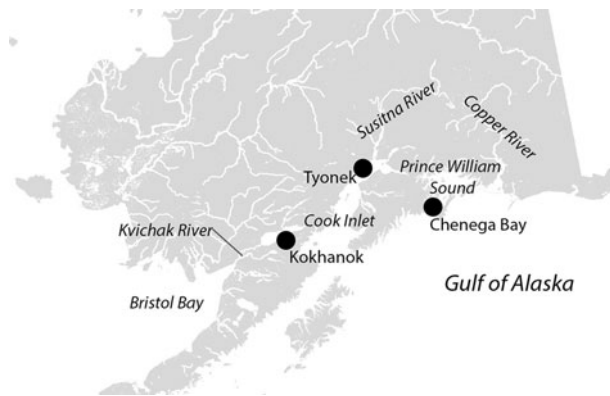 Susitna River
Copper River
Tyonek
Prince William
Sound
Cook Inlet
Chenega Bay
Kvichak River
Kokhanok
Bristol Bay
Gulf of Alaska